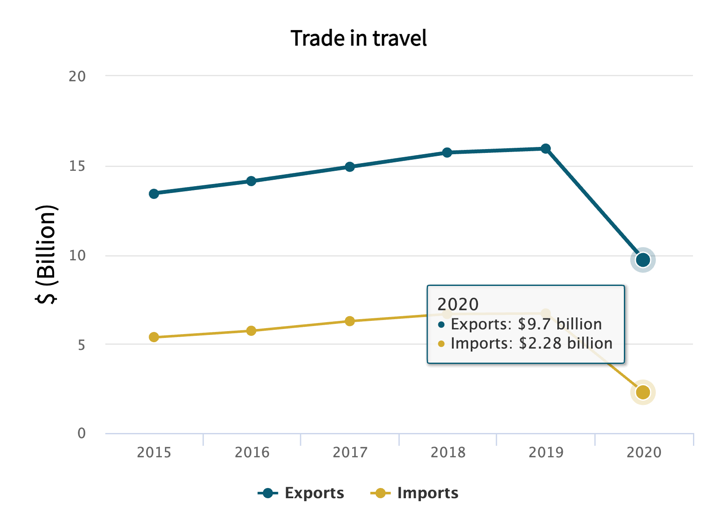 Trade in travel
20
15
10
5
0
$ (Billion)
2020
Exports: $9.7 billion
Imports: $2.28 billion
2015 2016 2017 2018 2019 2020
Exports Imports